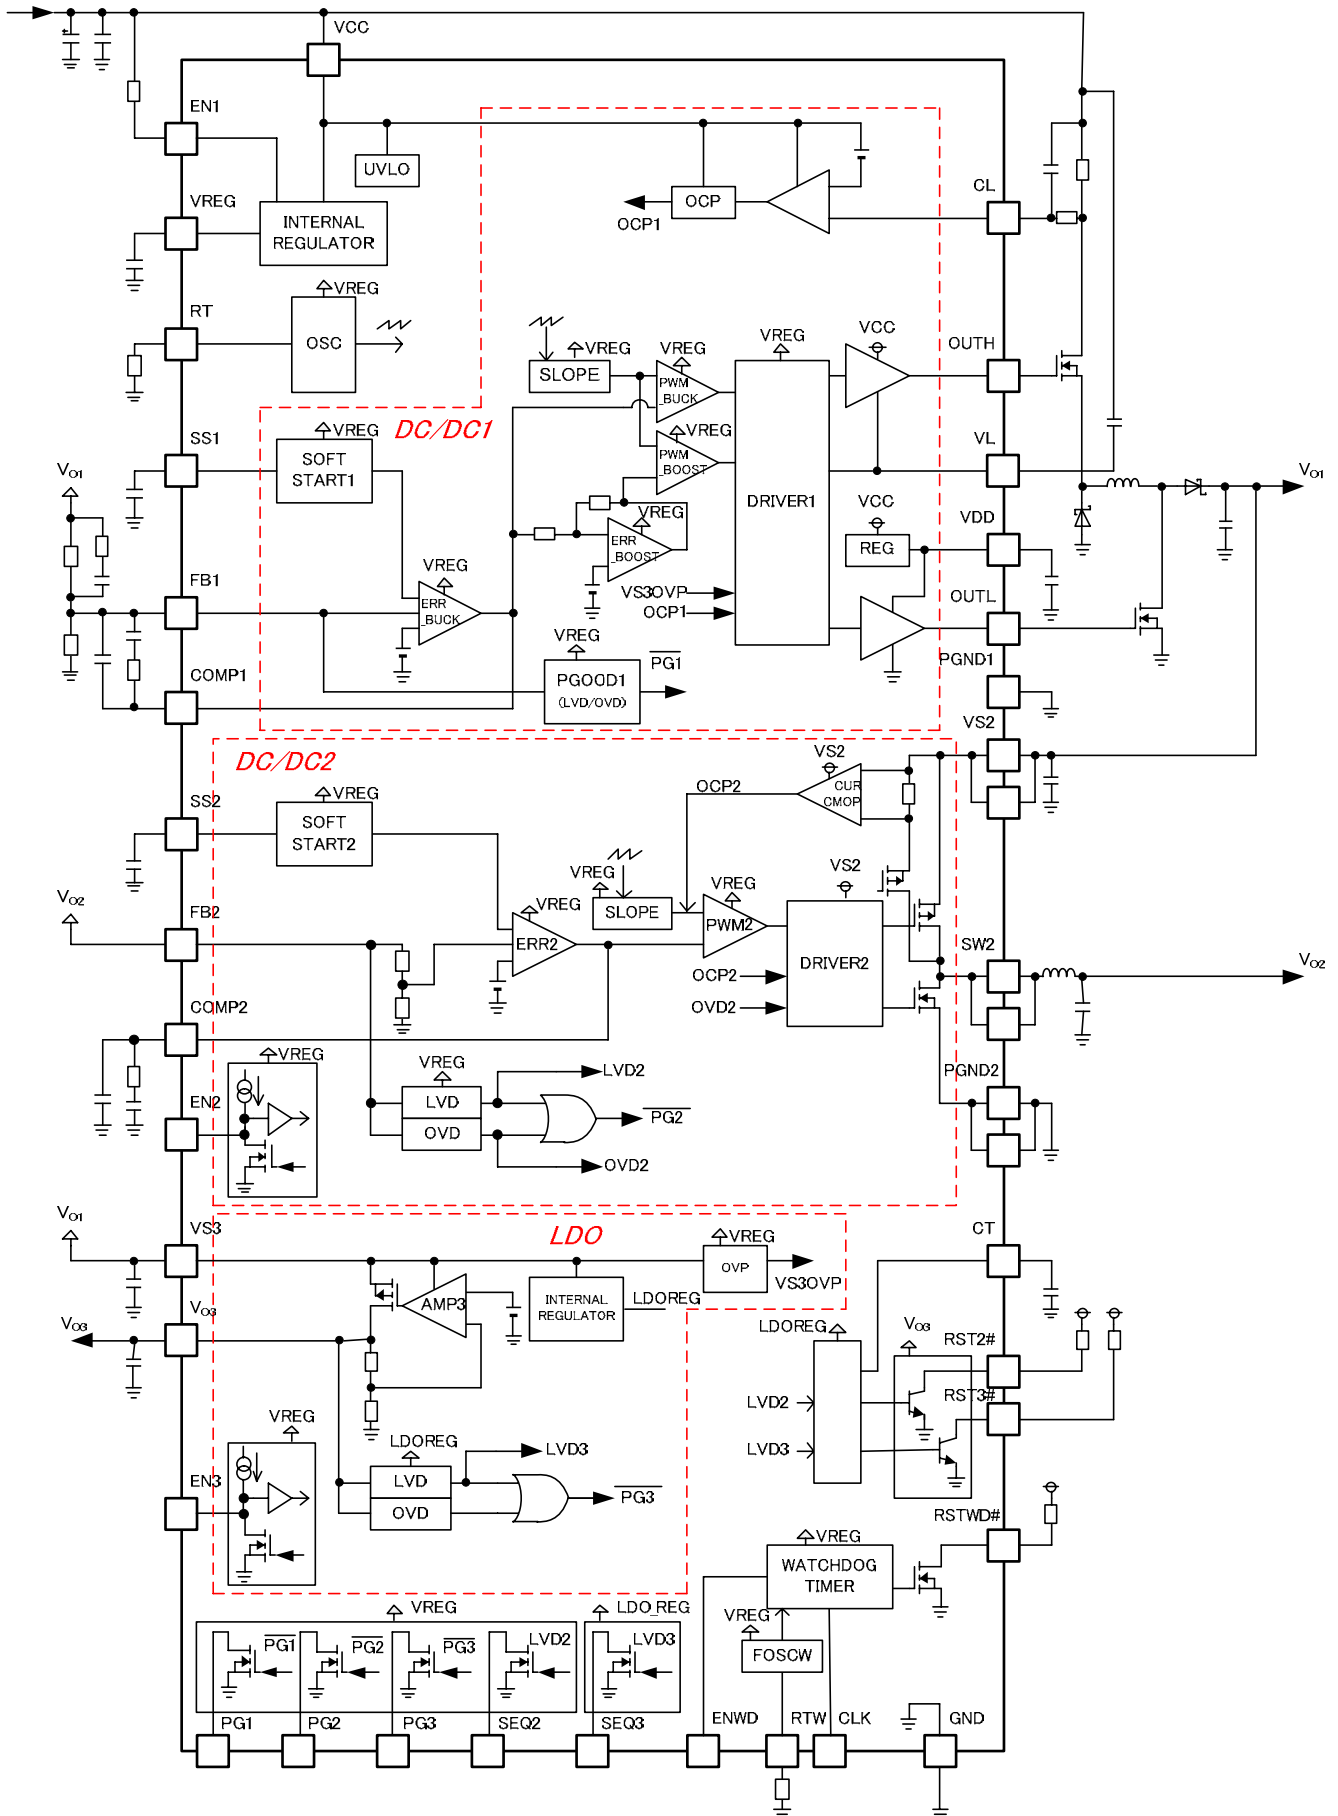 VCC
EN1
UVLO
VREG
INTERNAL
REGULATOR
OCP1
OCP
CL
RT
VREG
OSC
VREG
SLOPE
VREG
PWM
_BUCK
VREG
VCC
OUTH
DC/DC1
SS1
VREG
SOFT
START1
VREG
PWM
_BOOST
DRIVER1
VL
VO1
VO1
VREG
ERR
_BOOST
VCC
REG
VDD
FB1
VREG
ERR
_BUCK
VS3OVP
OCP1
OUTL
COMP1
VREG
PGOOD1
(LVD/OVD)
PG1
PGND1
VS2
DC/DC2
SS2
VREG
SOFT
START2
OCP2
VS2
CUR
CMOP
VO2
FB2
VREG
ERR2
VREG
SLOPE
VREG
PWM2
VS2
DRIVER2
OCP2
OVD2
SW2
VO2
COMP2
VREG
EN2
VREG
LVD
OVD
LVD2
PG2
OVD2
PGND2
VO1
VS3
LDO
VREG
OVP
VS3OVP
CT
AMP3
INTERNAL
REGULATOR
LDOREG
VO3
VO3
LDOREG
VO3
RST2#
RST3#
LVD2
LVD3
VREG
EN3
LDOREG
LVD
OVD
LVD3
PG3
RSTWD#
VREG
WATCHDOG
TIMER
VREG
FOSCW
VREG
LDO_REG
PG1
PG2
PG3
LVD2
LVD3
PG1
PG2
PG3
SEQ2
SEQ3
ENWD
RTW
CLK
GND